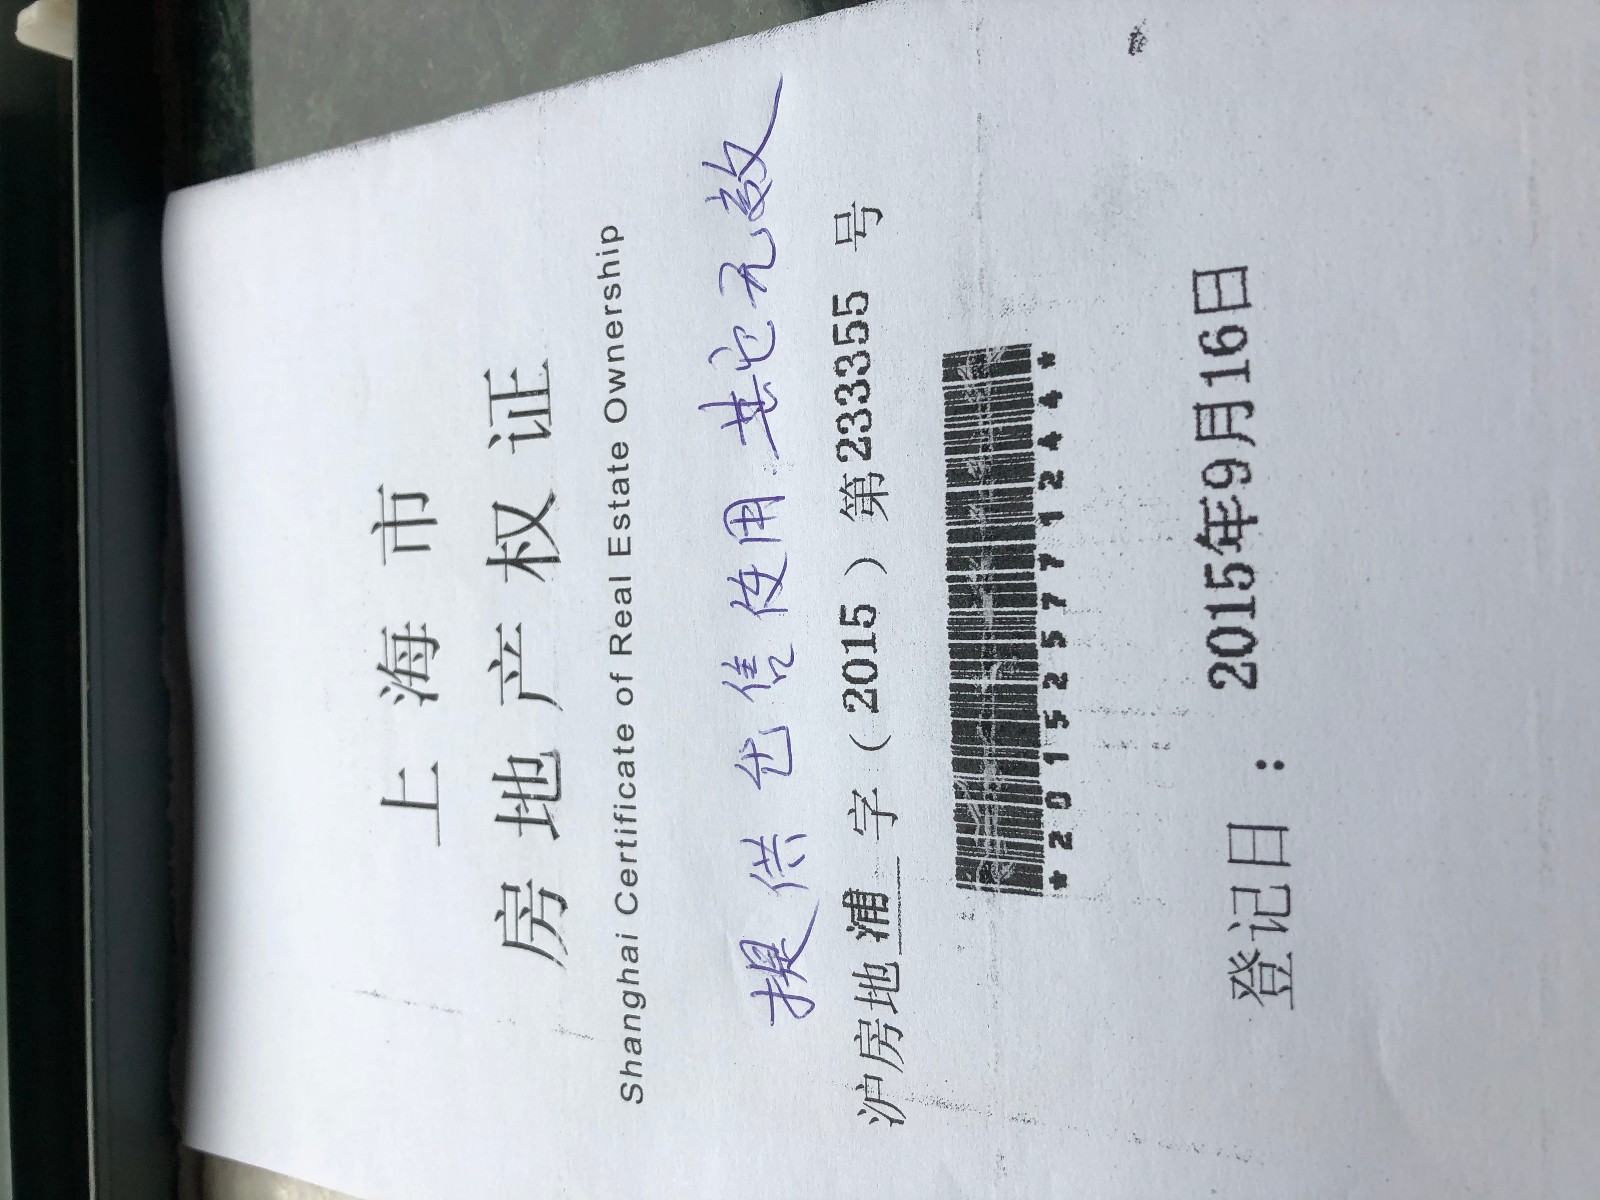 上海市
房地产权证
Shanghai Certificate of Real Estate Ownership
提供出售使用.其它无效
沪房地浦字(2015)第233355号
*201525771244*
登记日:2015年9月16日